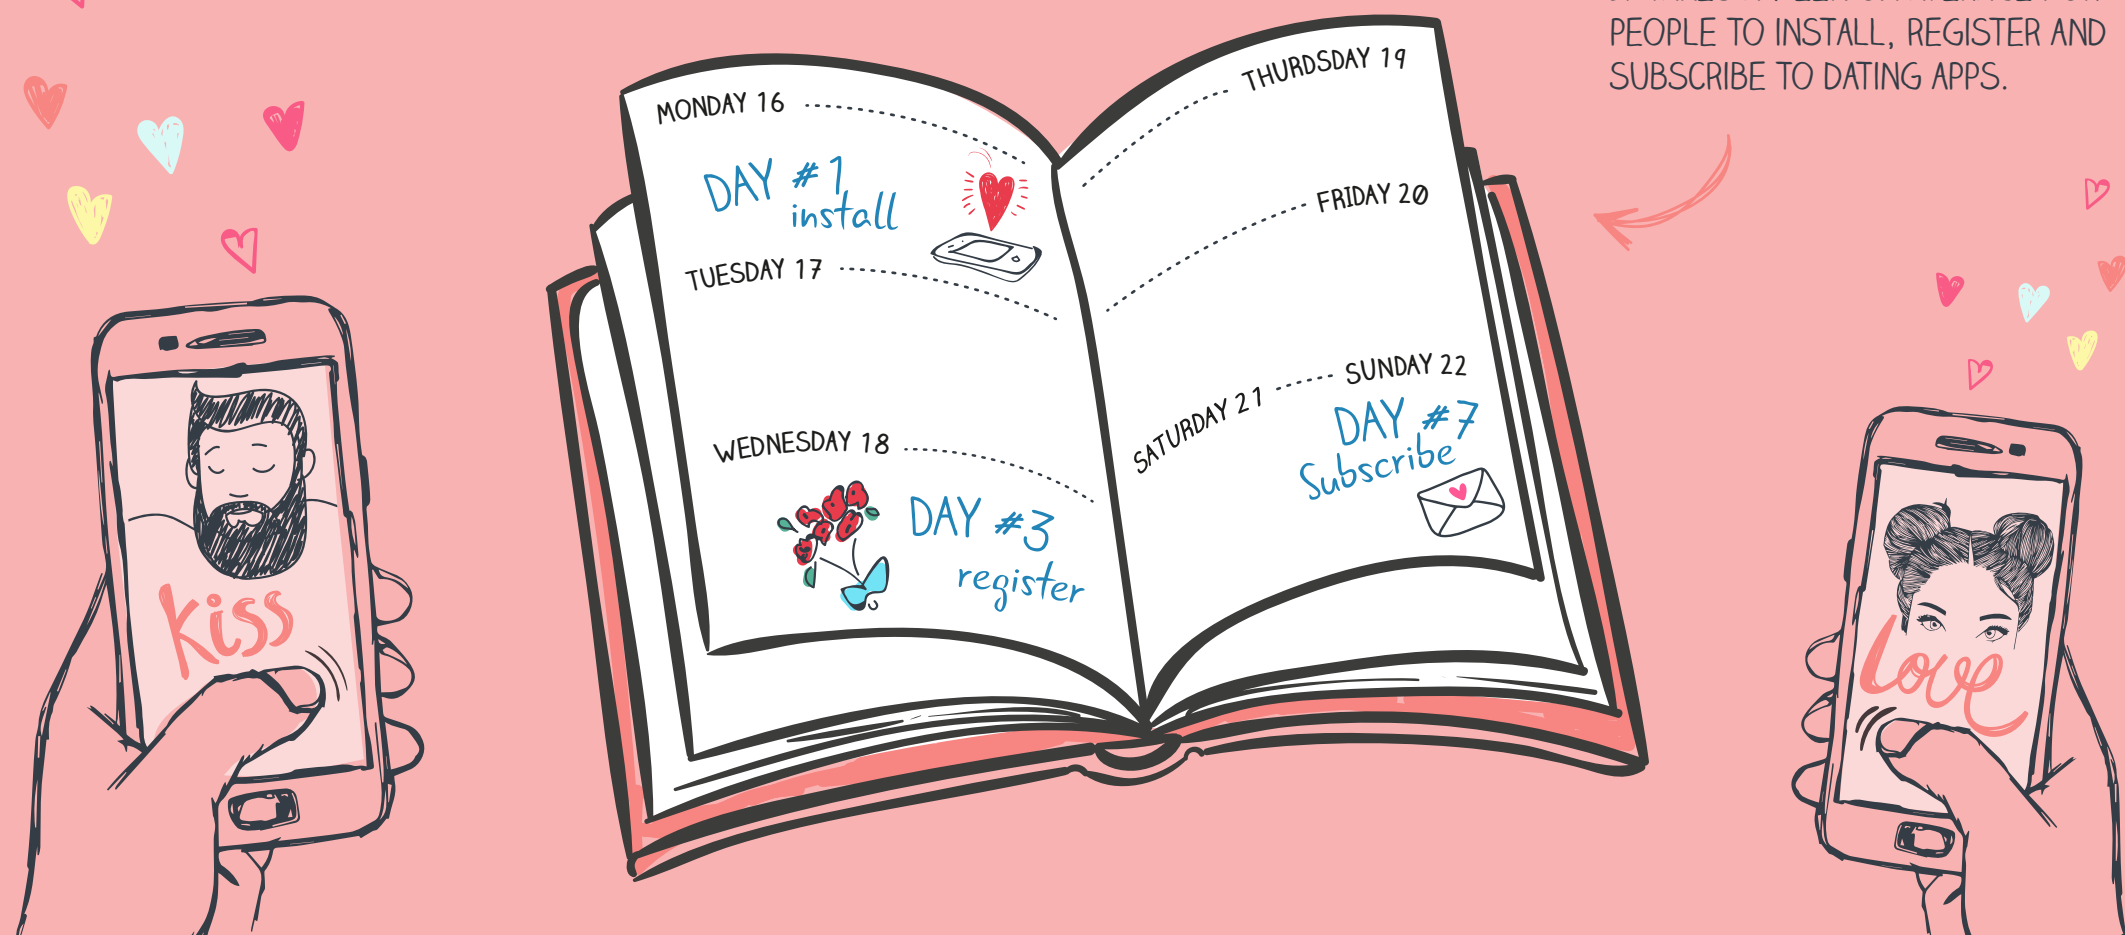 PEOPLE TO INSTALL, REGISTER AND
SUBSCRIBE TO DATING APPS.
MONDAY 16
DAY #1
install
TUESDAY 17
WEDNESDAY 18
DAY #3
register
THURDSDAY 19
FRIDAY 20
SATURDAY 21
SUNDAY 22
DAY #7
Subscribe
kiss
Love